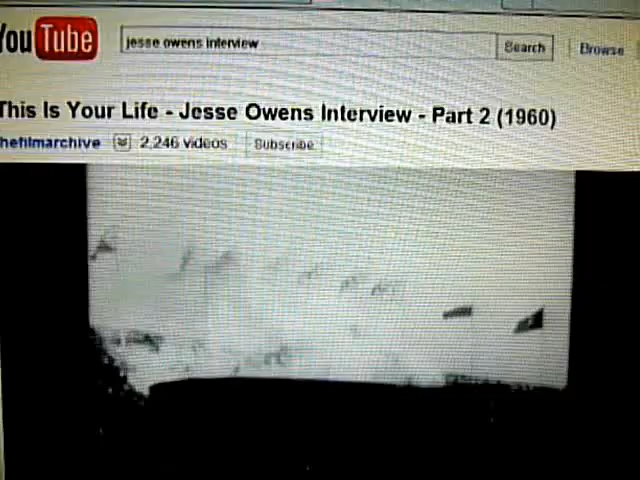 YouTube jesse owens interview Search Browse
This Is Your Life - Jesse Owens Interview - Part 2 (1960)
hefilmarchive 2,246 videos Subscribe